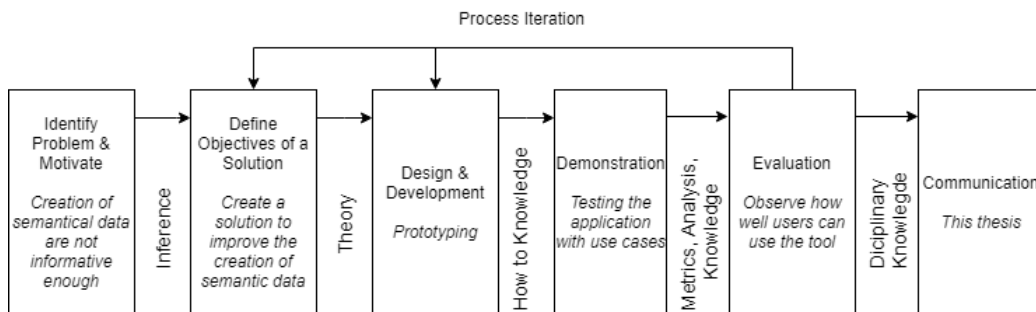 Process Iteration
Identify
Problem &
Motivate
Creation of
semantical data
are not
informative
enough
Inference
Define
Objectives of a
Solution
Create a
solution to
improve the
creation of
semantic data
Theory
Design &
Development
Prototyping
How to Knowledge
Demonstration
Testing the
application
with use cases
Metrics, Analysis,
Knowledge
Evaluation
Observe how
well users can
use the tool
Diciplinary
Knowlegde
Communication
This thesis